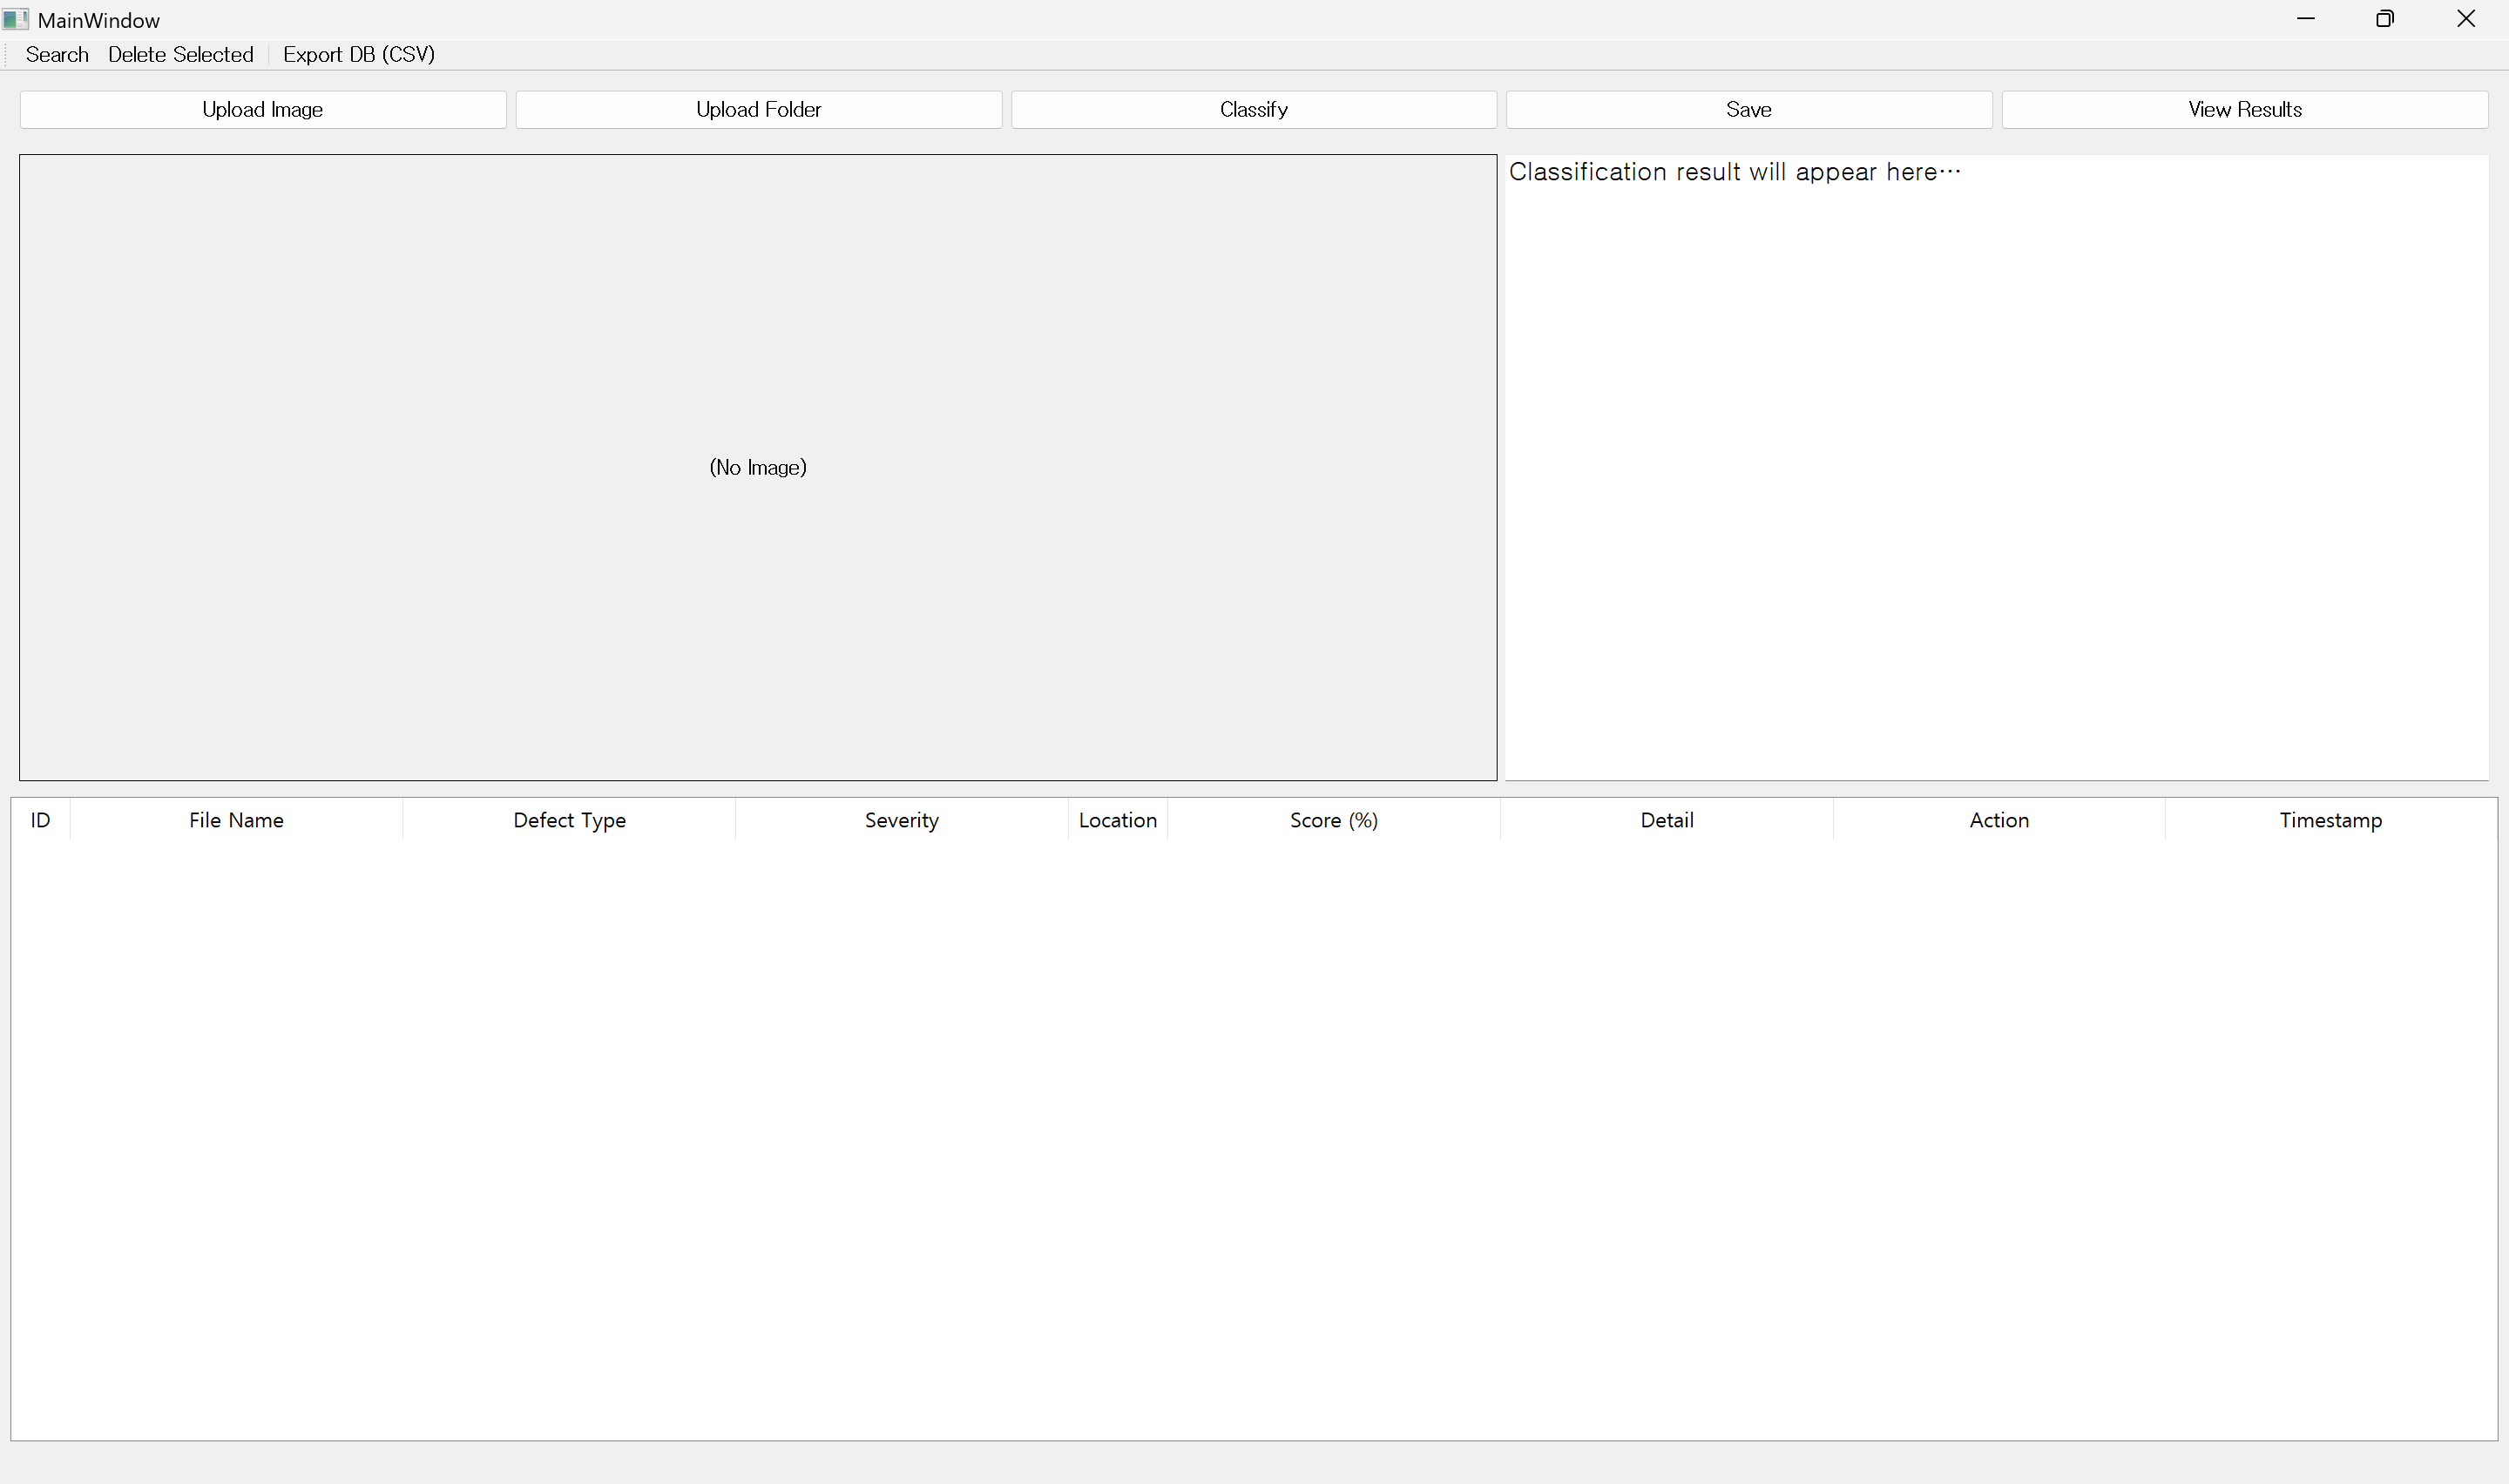 MainWindow
Search Delete Selected Export DB (CSV)
Upload Image Upload Folder Classify Save View Results
Classification result will appear here…
(No Image)
ID File Name Defect Type Severity Location Score (%) Detail Action Timestamp